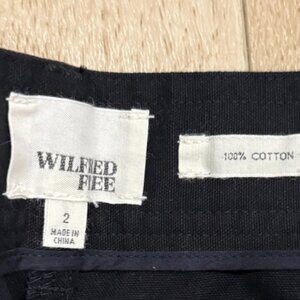 WILFRED
FREE
2
MADE IN
CHINA
100% COTTON